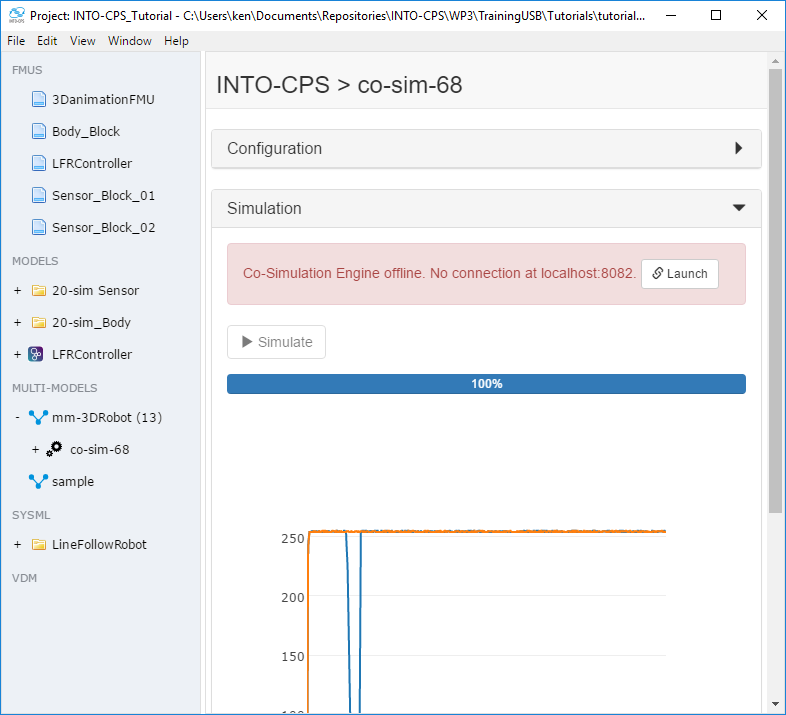 Project: INTO-CPS_Tutorial - C:\Users\ken\Documents\Repositories\INTO-CPS\WP3\TrainingUSB\Tutorials\tutorial...
File Edit View Window Help
FMUS
3DanimationFMU
Body_Block
LFRController
Sensor_Block_01
Sensor_Block_02
MODELS
+ 20-sim Sensor
+ 20-sim_Body
+ LFRController
MULTI-MODELS
- mm-3DRobot (13)
+ co-sim-68
sample
SYSML
+ LineFollowRobot
VDM
INTO-CPS > co-sim-68
Configuration
Simulation
Co-Simulation Engine offline. No connection at localhost:8082. Launch
Simulate
100%
250
200
150
100